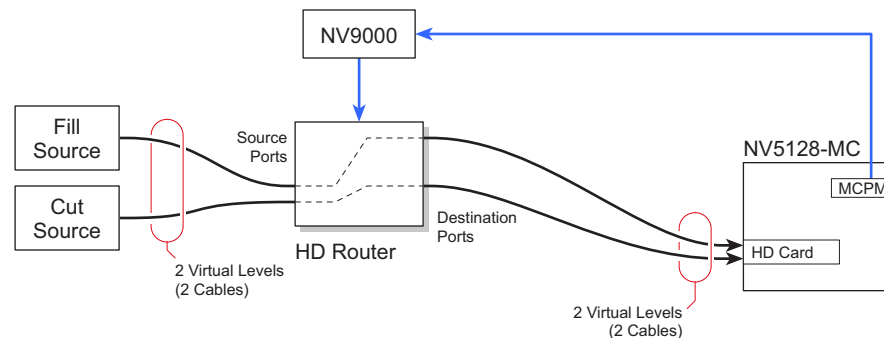 NV9000
Fill
Source
Cut
Source
Source
Ports
HD Router
Destination
Ports
2 Virtual Levels
(2 Cables)
NV5128-MC
MCPM
HD Card
2 Virtual Levels
(2 Cables)